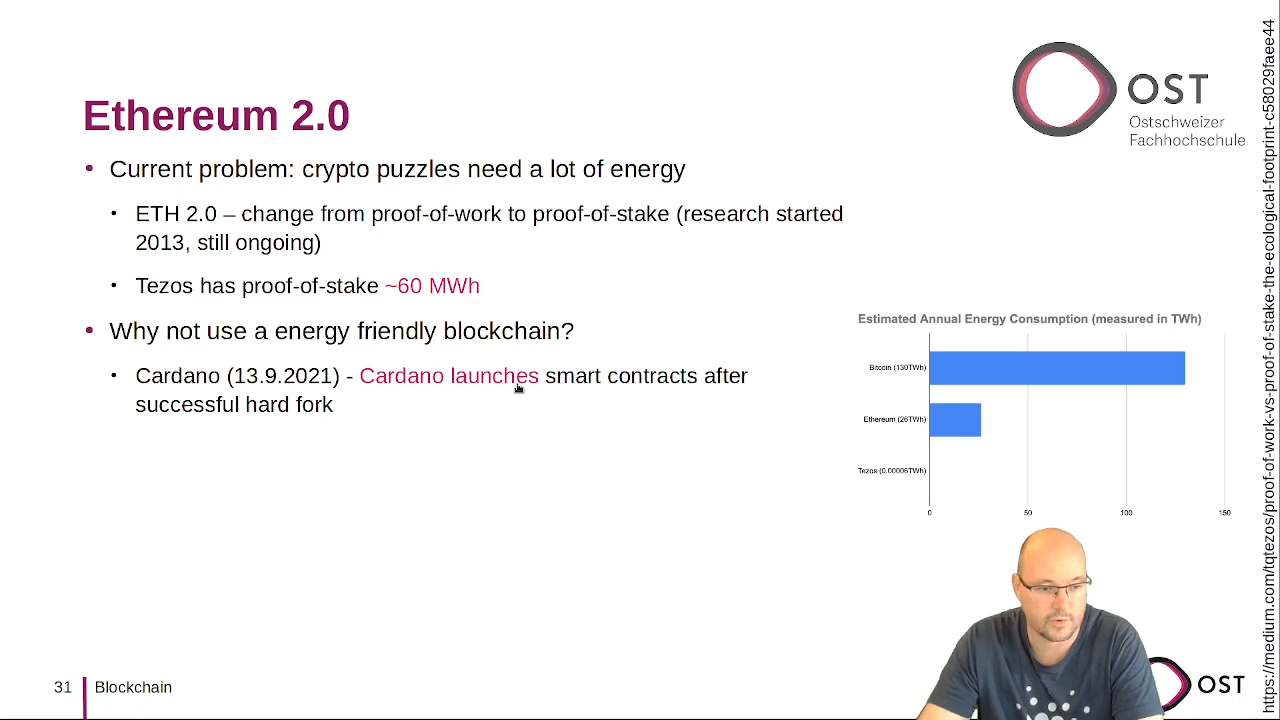 OST
Ostschweizer
Fachhochschule
Ethereum 2.0
• Current problem: crypto puzzles need a lot of energy
• ETH 2.0 – change from proof-of-work to proof-of-stake (research started
2013, still ongoing)
• Tezos has proof-of-stake ~60 MWh
• Why not use a energy friendly blockchain?
• Cardano (13.9.2021) - Cardano launches smart contracts after
successful hard fork
Estimated Annual Energy Consumption (measured in TWh)
Bitcoin (130TWh)
Ethereum (26TWh)
Tezos (0.00006TWh)
0 50 100 150
https://medium.com/tqtezos/proof-of-work-vs-proof-of-stake-the-ecological-footprint-c58029faee44
31 Blockchain
OST